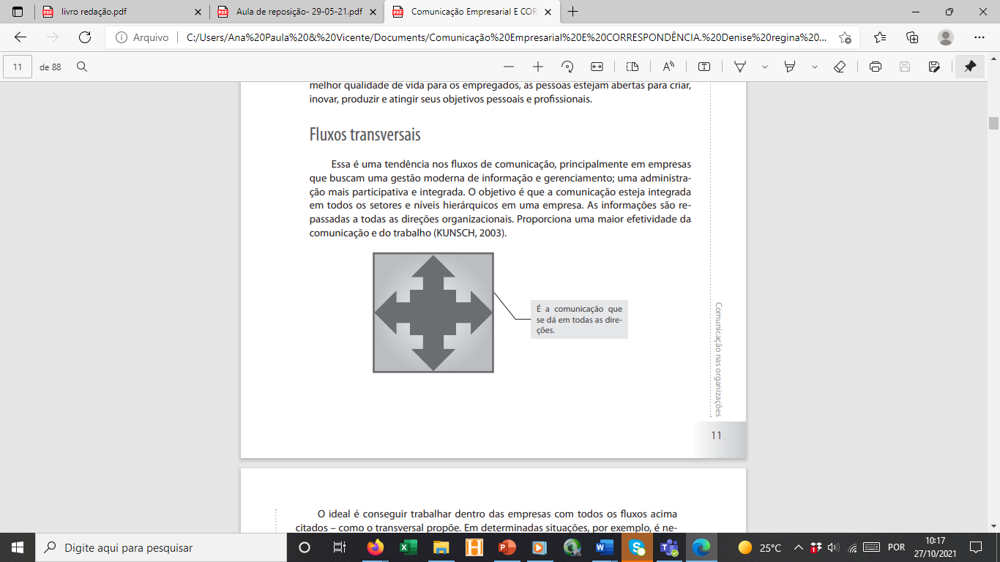 livro redação.pdf
Aula de reposição- 29-05-21.pdf
Comunicação Empresarial E COR
Arquivo
C:/Users/Ana%20Paula%20&%20Vicente/Documents/Comunicação%20Empresarial%20E%20CORRESPONDÊNCIA.%20Denise%20regina%20...
11
de 88
melhor qualidade de vida para os empregados, as pessoas estejam abertas para criar,
inovar, produzir e atingir seus objetivos pessoais e profissionais.
Fluxos transversais
Essa é uma tendência nos fluxos de comunicação, principalmente em empresas
que buscam uma gestão moderna de informação e gerenciamento; uma administra-
ção mais participativa e integrada. O objetivo é que a comunicação esteja integrada
em todos os setores e níveis hierárquicos em uma empresa. As informações são re-
passadas a todas as direções organizacionais. Proporciona uma maior efetividade da
comunicação e do trabalho (KUNSCH, 2003).
É a comunicação que
se dá em todas as dire-
ções.
Comunicação nas organizações
11
O ideal é conseguir trabalhar dentro das empresas com todos os fluxos acima
citados – como o transversal propõe. Em determinadas situações, por exemplo, é ne-
Digite aqui para pesquisar
25°C
POR
10:17
27/10/2021